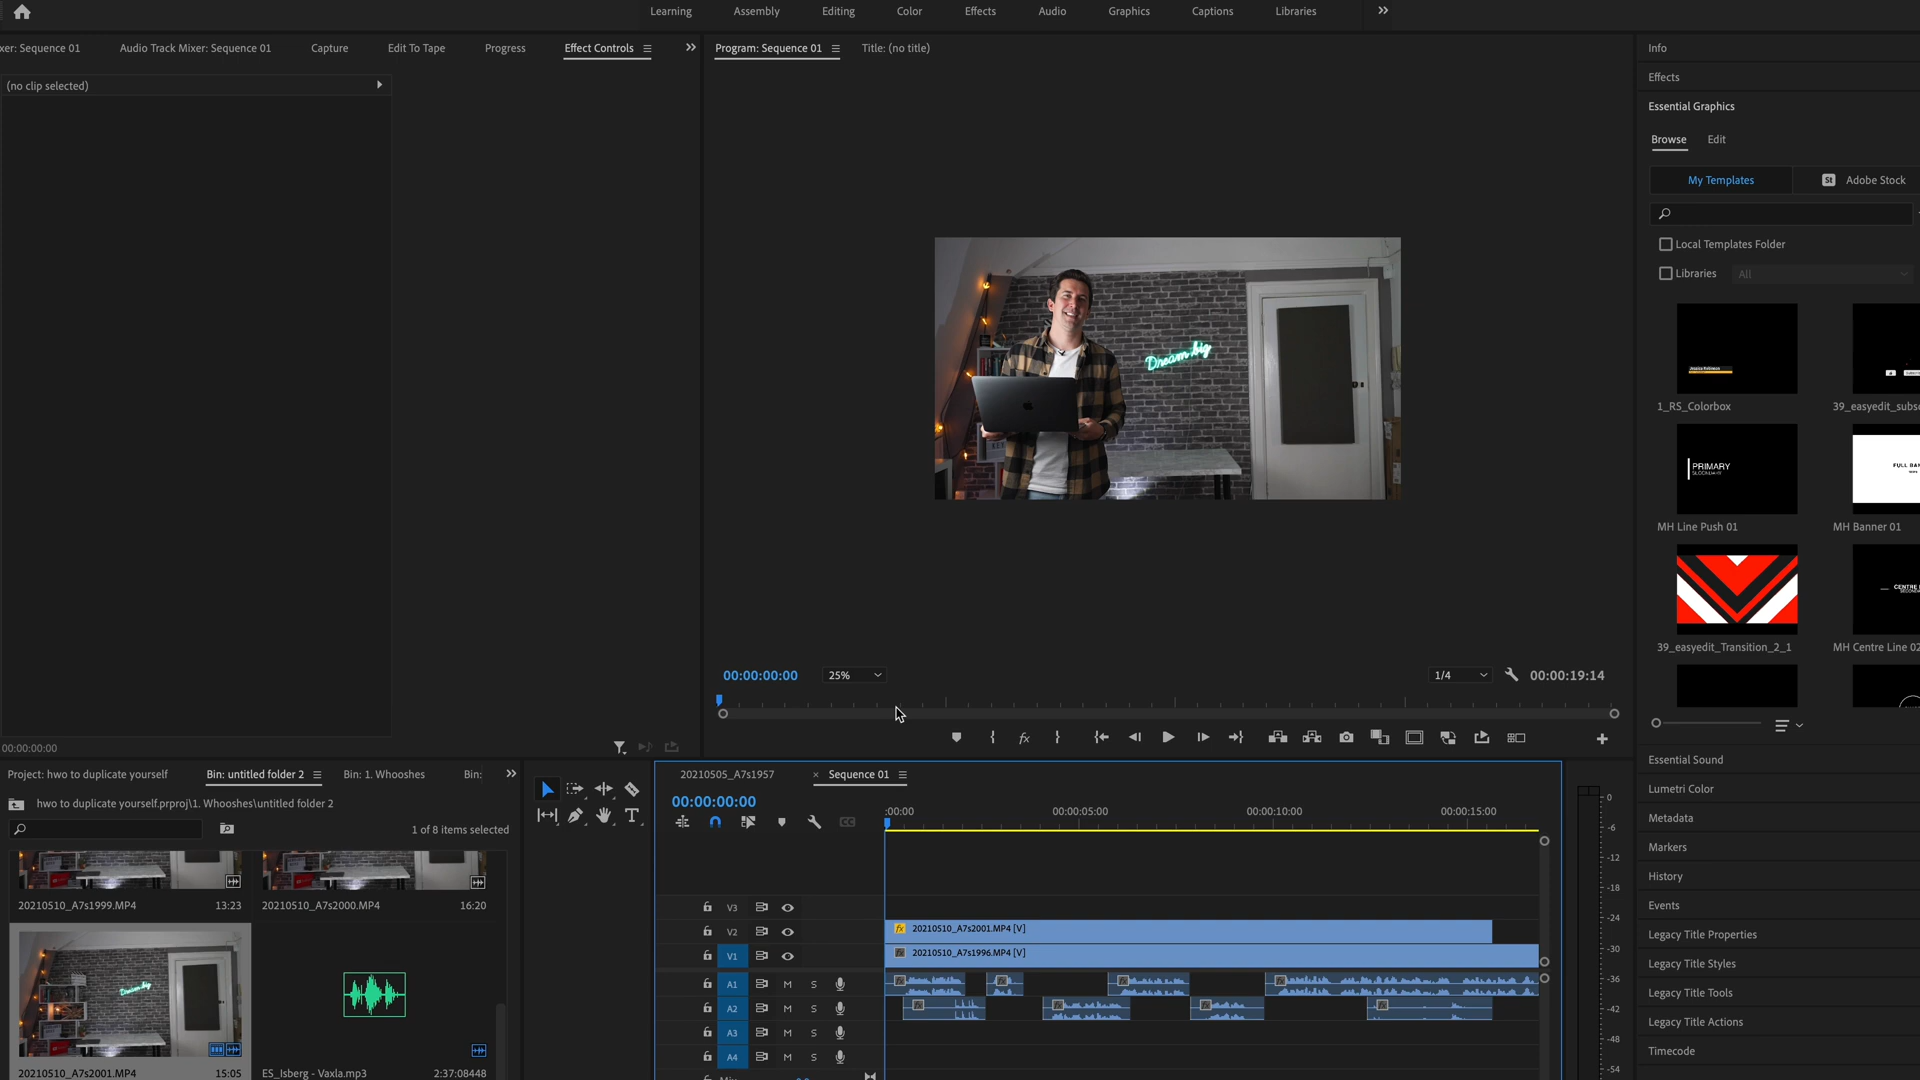 Learning
Assembly
Editing
Color
Effects
Audio
Graphics
Captions
Libraries
xer: Sequence 01
Audio Track Mixer: Sequence 01
Capture
Edit To Tape
Progress
Effect Controls
Program: Sequence 01
Title: (no title)
Info
(no clip selected)
Effects
Essential Graphics
Browse
Edit
My Templates
St Adobe Stock
Local Templates Folder
Libraries
All
Dream big
1_RS_Colorbox
39_easyedit_subsc
PRIMARY
FULL BA
MH Line Push 01
MH Banner 01
CENTRE
39_easyedit_Transition_2_1
MH Centre Line 02
00:00:00:00
25%
1/4
00:00:19:14
00:00:00:00
Essential Sound
Lumetri Color
Metadata
Markers
History
Events
Legacy Title Properties
Legacy Title Styles
Legacy Title Tools
Legacy Title Actions
Timecode
Project: hwo to duplicate yourself
Bin: untitled folder 2
Bin: 1. Whooshes
Bin:
hwo to duplicate yourself.prproj\1. Whooshes\untitled folder 2
1 of 8 items selected
20210510_A7s1999.MP4
13:23
20210510_A7s2000.MP4
16:20
20210510_A7s2001.MP4
15:05
ES_Isberg - Vaxla.mp3
2:37:08448
20210505_A7s1957
× Sequence 01
00:00:00:00
:00:00
00:00:05:00
00:00:10:00
00:00:15:00
V3
V2
fx 20210510_A7s2001.MP4 [V]
V1
fx 20210510_A7s1996.MP4 [V]
A1 M S
A2 M S
A3 M S
A4 M S
0
-6
-12
-18
-24
-30
-36
-42
-48
-54